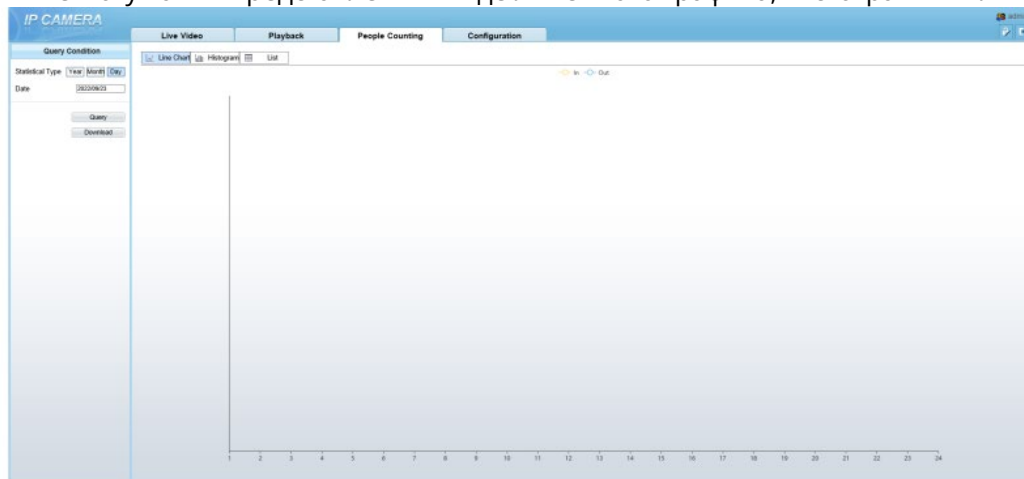 IP CAMERA
Live Video Playback People Counting Configuration
Query Condition
Line Chart Histogram List
Statistical Type Year Month Day
In Out
Date 2022/09/23
Query
Download
1 2 3 4 5 6 7 8 9 10 11 12 13 14 15 16 17 18 19 20 21 22 23 24